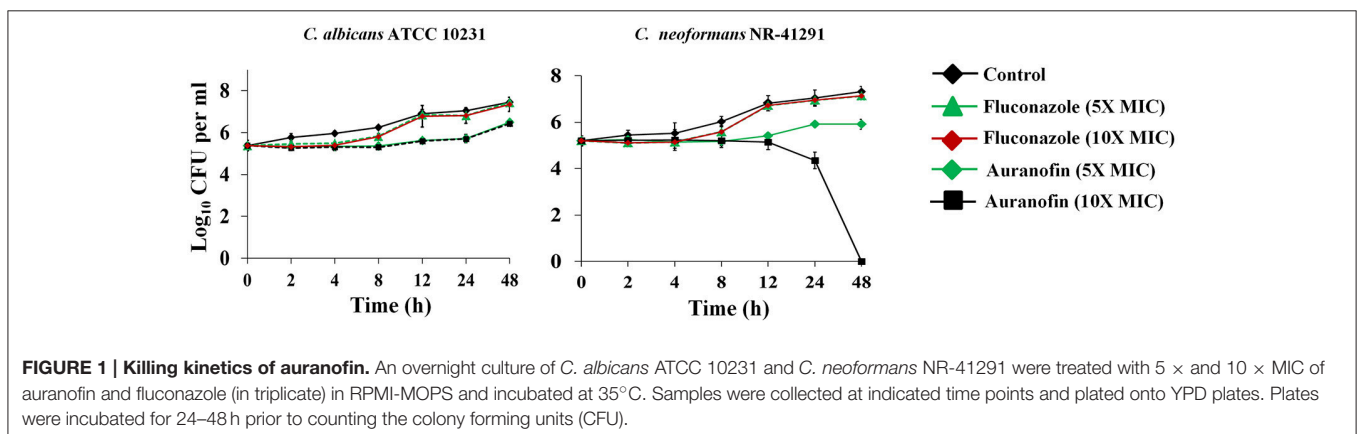 C. albicans ATCC 10231
C. neoformans NR-41291
Log10 CFU per ml
8
6
4
2
0
0 2 4 8 12 24 48
Time (h)
8
6
4
2
0
0 2 4 8 12 24 48
Time (h)
Control
Fluconazole (5X MIC)
Fluconazole (10X MIC)
Auranofin (5X MIC)
Auranofin (10X MIC)
FIGURE 1 | Killing kinetics of auranofin. An overnight culture of C. albicans ATCC 10231 and C. neoformans NR-41291 were treated with 5 × and 10 × MIC of
auranofin and fluconazole (in triplicate) in RPMI-MOPS and incubated at 35°C. Samples were collected at indicated time points and plated onto YPD plates. Plates
were incubated for 24–48 h prior to counting the colony forming units (CFU).